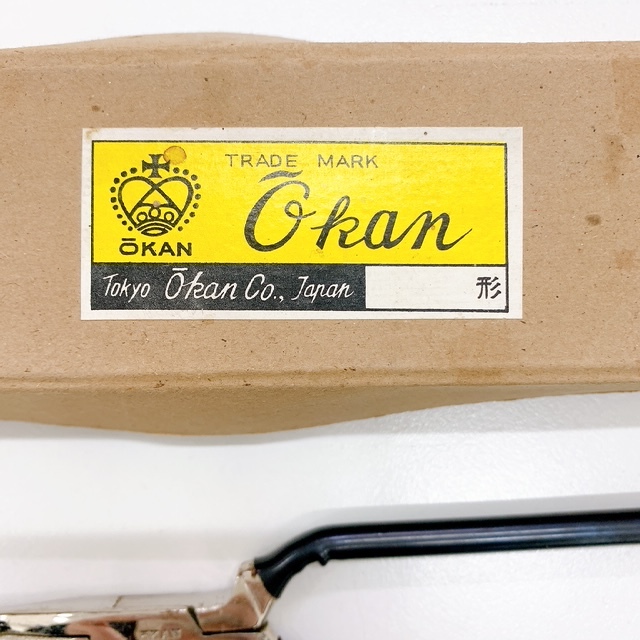 TRADE MARK
Ōkan
ŌKAN
Tokyo Ōkan Co., Japan
形